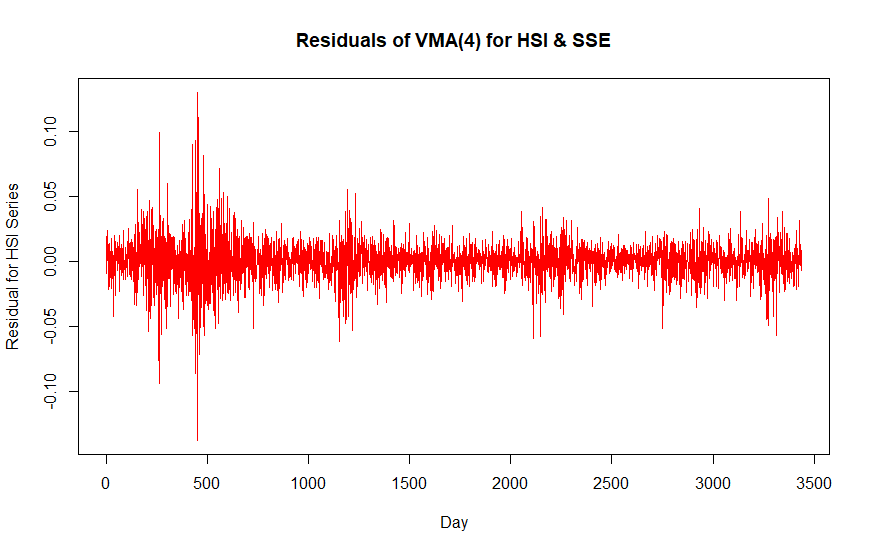 Residuals of VMA(4) for HSI & SSE
Residual for HSI Series
0.10
0.05
0.00
-0.05
-0.10
0 500 1000 1500 2000 2500 3000 3500
Day